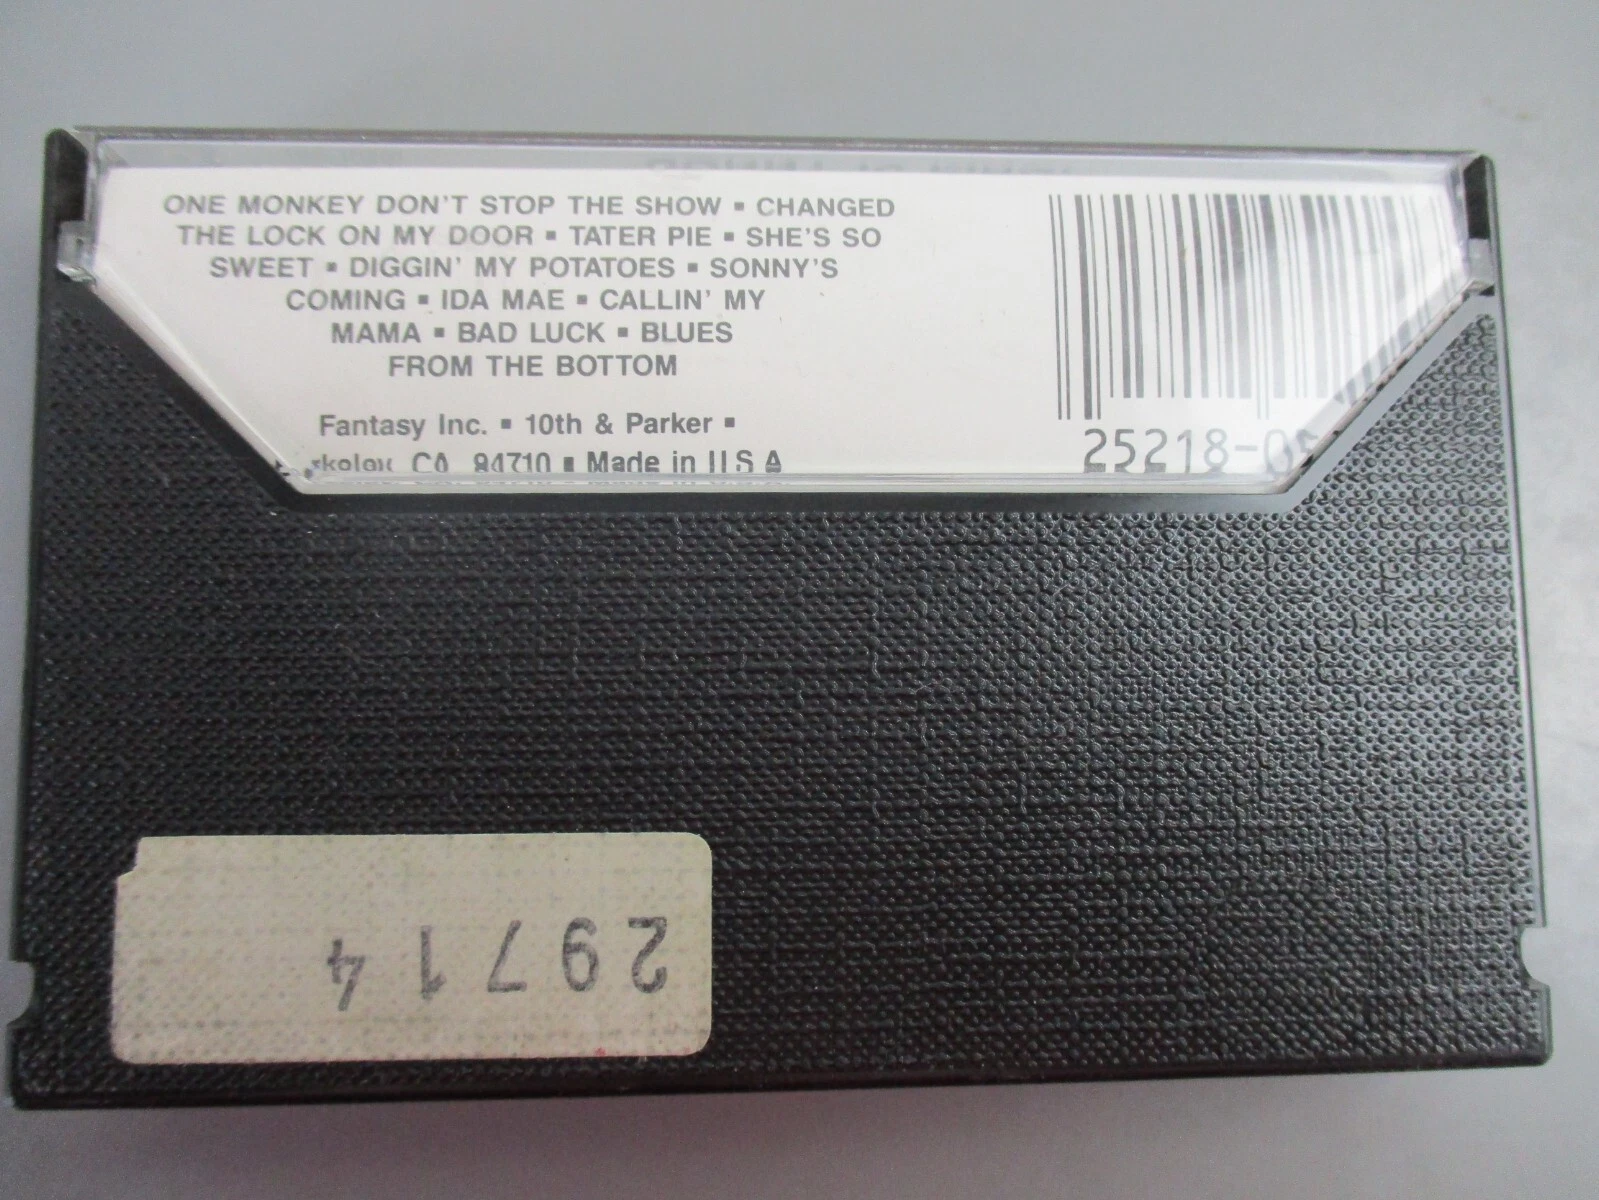 ONE MONKEY DON'T STOP THE SHOW ▪ CHANGED
THE LOCK ON MY DOOR ▪ TATER PIE ▪ SHE'S SO
SWEET ▪ DIGGIN' MY POTATOES ▪ SONNY'S
COMING ▪ IDA MAE ▪ CALLIN' MY
MAMA ▪ BAD LUCK ▪ BLUES
FROM THE BOTTOM
Fantasy Inc. ▪ 10th & Parker ▪
CA 94710 ▪ Made in U.S.A
25218-0
29714